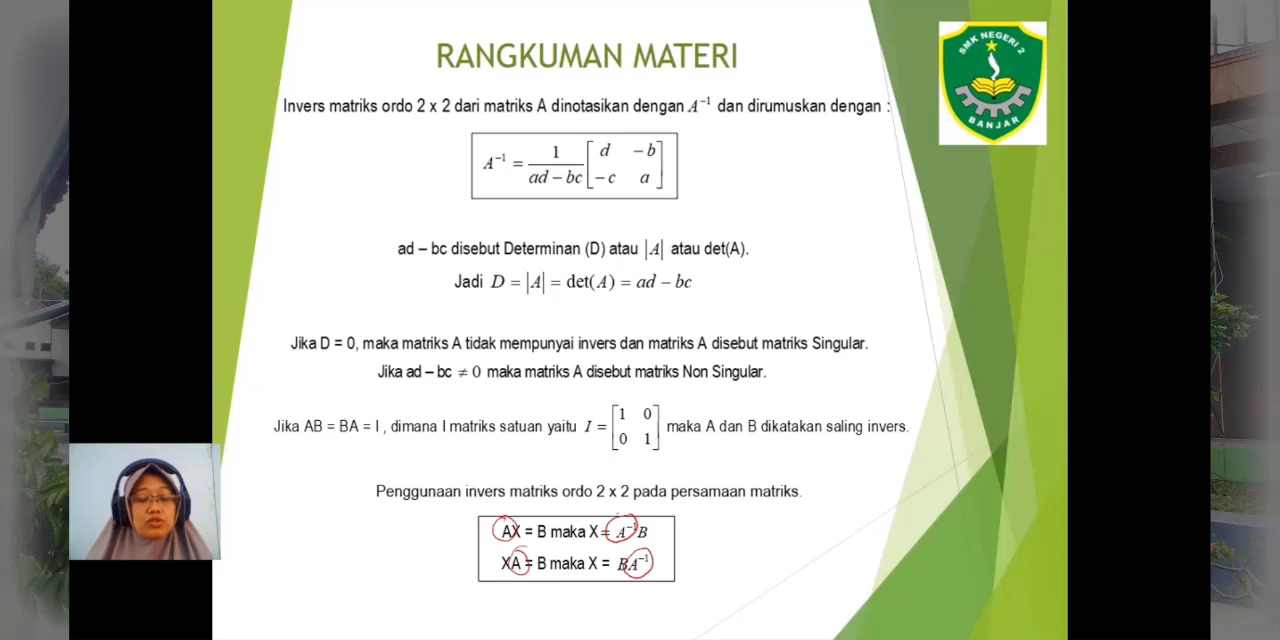 RANGKUMAN MATERI
SMK NEGERI 2
BANJAR
Invers matriks ordo 2 x 2 dari matriks A dinotasikan dengan A⁻¹ dan dirumuskan dengan :
A⁻¹ = 1/(ad − bc) [d −b; −c a]
ad – bc disebut Determinan (D) atau |A| atau det(A).
Jadi D = |A| = det(A) = ad − bc
Jika D = 0, maka matriks A tidak mempunyai invers dan matriks A disebut matriks Singular.
Jika ad – bc ≠ 0 maka matriks A disebut matriks Non Singular.
Jika AB = BA = I , dimana I matriks satuan yaitu I = [1 0; 0 1] maka A dan B dikatakan saling invers.
Penggunaan invers matriks ordo 2 x 2 pada persamaan matriks.
AX = B maka X = A⁻¹B
XA = B maka X = BA⁻¹